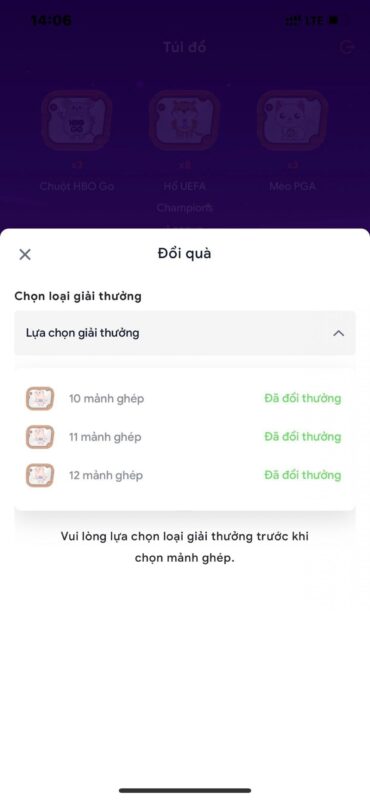 14:06
LTE
Túi đồ
HBO
GO
x2
Chuột HBO Go
Hổ UEFA
Mèo PGA
Champions
Đổi quà
Chọn loại giải thưởng
Lựa chọn giải thưởng
10 mảnh ghép Đã đổi thưởng
11 mảnh ghép Đã đổi thưởng
12 mảnh ghép Đã đổi thưởng
Vui lòng lựa chọn loại giải thưởng trước khi
chọn mảnh ghép.